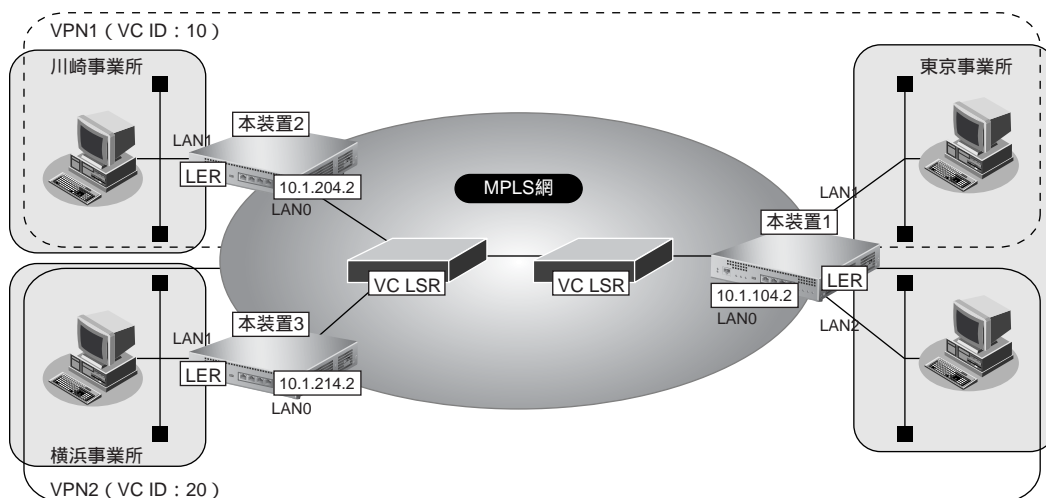 VPN1（VC ID：10）
川崎事業所
東京事業所
本装置2
LAN1
LER
10.1.204.2
LAN0
MPLS網
LAN1
本装置1
VC LSR
VC LSR
LER
10.1.104.2
LAN0
LAN2
本装置3
LAN1
LER
10.1.214.2
LAN0
横浜事業所
VPN2（VC ID：20）